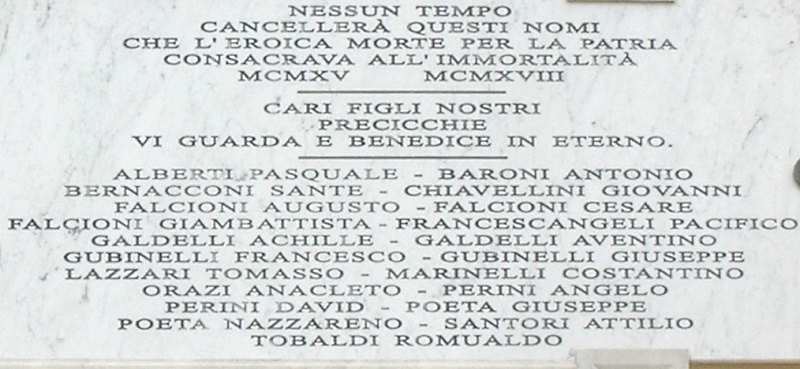 NESSUN TEMPO
CANCELLERÀ QUESTI NOMI
CHE L'EROICA MORTE PER LA PATRIA
CONSACRAVA ALL'IMMORTALITÀ
MCMXV MCMXVIII
CARI FIGLI NOSTRI
PRECICCHIE
VI GUARDA E BENEDICE IN ETERNO.
ALBERTI PASQUALE - BARONI ANTONIO
BERNACCONI SANTE - CHIAVELLINI GIOVANNI
FALCIONI AUGUSTO - FALCIONI CESARE
FALCIONI GIAMBATTISTA - FRANCESCANGELI PACIFICO
GALDELLI ACHILLE - GALDELLI AVENTINO
GUBINELLI FRANCESCO - GUBINELLI GIUSEPPE
LAZZARI TOMASSO - MARINELLI COSTANTINO
ORAZI ANACLETO - PERINI ANGELO
PERINI DAVID - POETA GIUSEPPE
POETA NAZZARENO - SANTORI ATTILIO
TOBALDI ROMUALDO